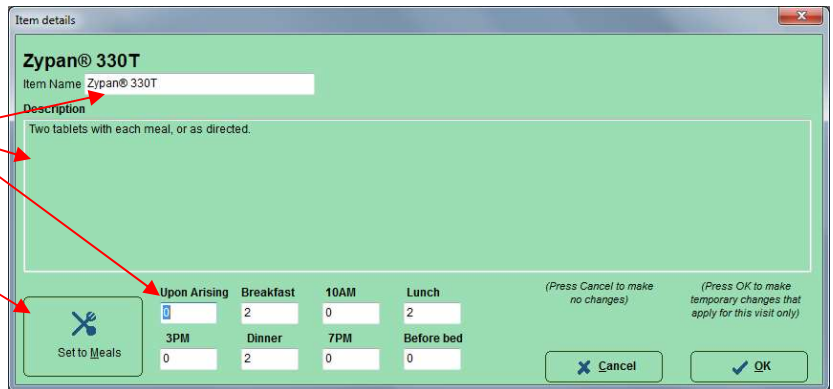 Item details
Zypan® 330T
Item Name Zypan® 330T
Description
Two tablets with each meal, or as directed.
Upon Arising Breakfast 10AM Lunch
0 2 0 2
3PM Dinner 7PM Before bed
0 2 0 0
Set to Meals
(Press Cancel to make
no changes)
Cancel
(Press OK to make
temporary changes that
apply for this visit only)
OK